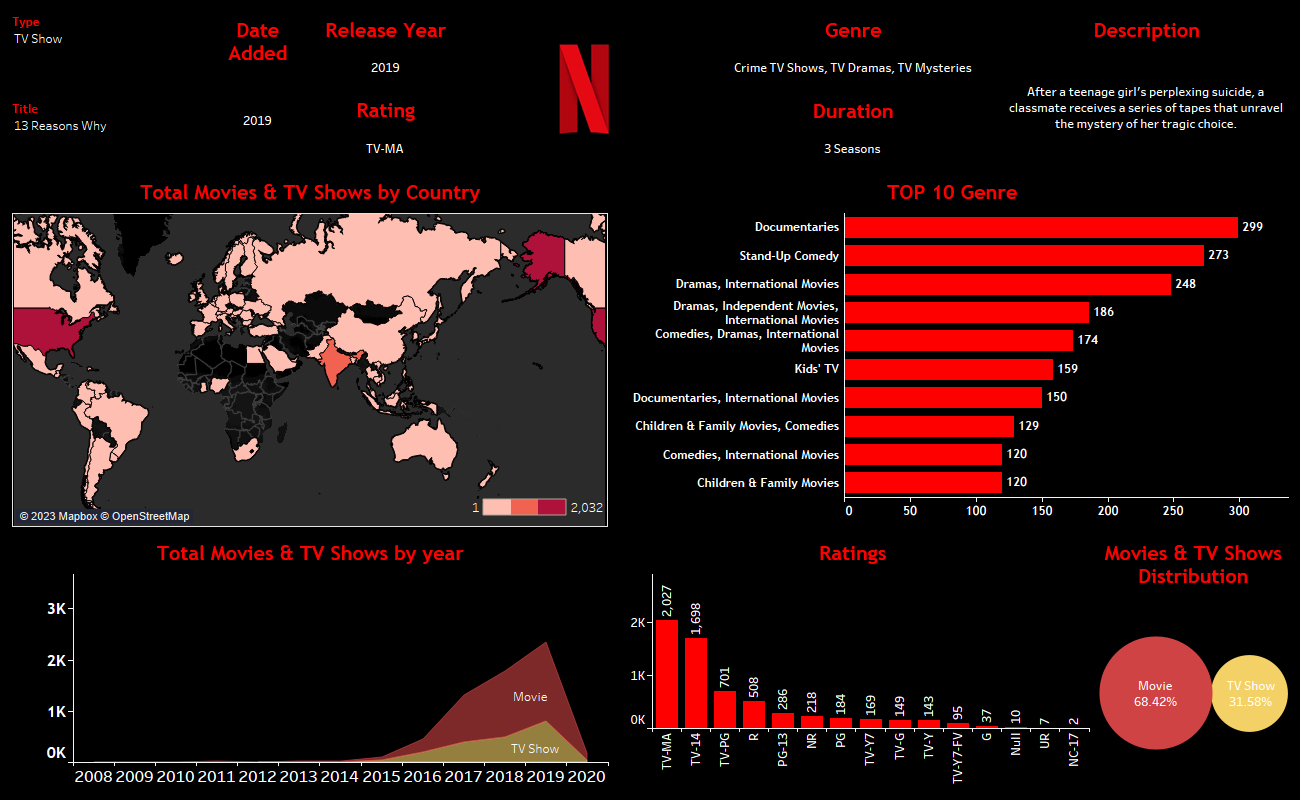 Type
TV Show
Title
13 Reasons Why
Date
Added
2019
Release Year
2019
Rating
TV-MA
N
Genre
Crime TV Shows, TV Dramas, TV Mysteries
Duration
3 Seasons
Description
After a teenage girl's perplexing suicide, a
classmate receives a series of tapes that unravel
the mystery of her tragic choice.
Total Movies & TV Shows by Country
1
2,032
© 2023 Mapbox © OpenStreetMap
TOP 10 Genre
Documentaries 299
Stand-Up Comedy 273
Dramas, International Movies 248
Dramas, Independent Movies,
International Movies 186
Comedies, Dramas, International
Movies 174
Kids' TV 159
Documentaries, International Movies 150
Children & Family Movies, Comedies 129
Comedies, International Movies 120
Children & Family Movies 120
0 50 100 150 200 250 300
Total Movies & TV Shows by year
3K
2K
1K
0K
Movie
TV Show
2008 2009 2010 2011 2012 2013 2014 2015 2016 2017 2018 2019 2020
Ratings
2K
1K
0K
2,027 1,698 701 508 286 218 184 169 149 143 95 37 10 7 2
TV-MA TV-14 TV-PG R PG-13 NR PG TV-Y7 TV-G TV-Y TV-Y7-FV G Null UR NC-17
Movies & TV Shows
Distribution
Movie
68.42%
TV Show
31.58%